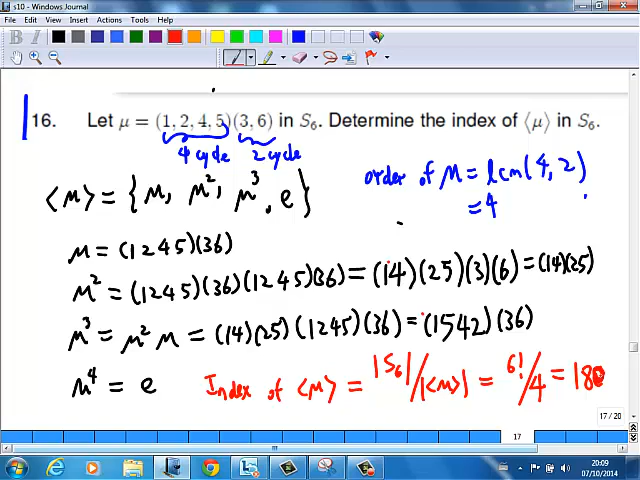 s10 - Windows Journal
File Edit View Insert Actions Tools Help
16. Let μ = (1, 2, 4, 5)(3, 6) in S₆. Determine the index of ⟨μ⟩ in S₆.
4 cycle 2 cycle
order of μ = lcm(4, 2)
= 4
⟨μ⟩ = {μ, μ², μ³, e}
μ = (1245)(36)
μ² = (1245)(36)(1245)(36) = (14)(25)(3)(6) = (14)(25)
μ³ = μ² μ = (14)(25)(1245)(36) = (1542)(36)
μ⁴ = e
Index of ⟨μ⟩ = |S₆|/|⟨μ⟩| = 6!/4 = 180
17 / 20
17
20:09
07/10/2014